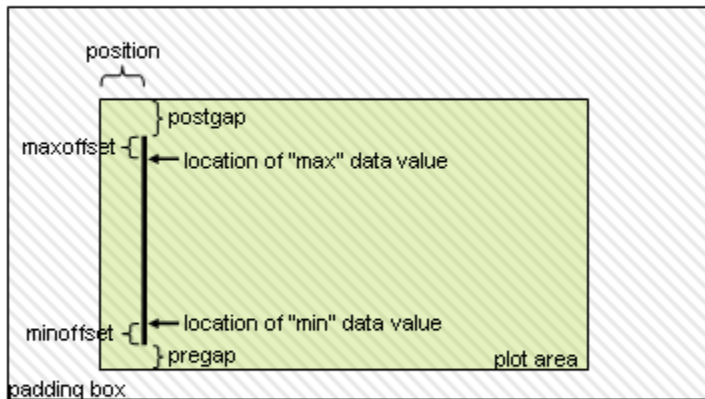 position
postgap
maxoffset
location of "max" data value
location of "min" data value
minoffset
pregap
plot area
padding box